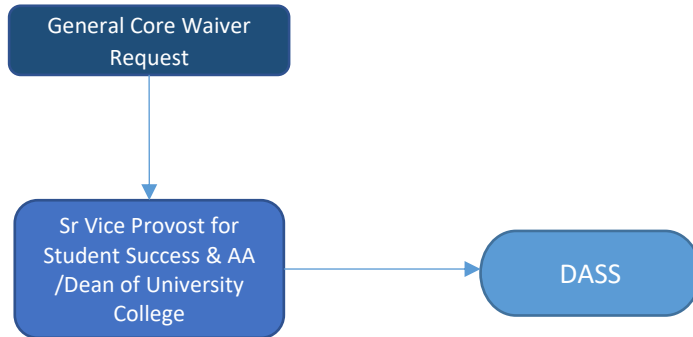 General Core Waiver
Request
Sr Vice Provost for
Student Success & AA
/Dean of University
College
DASS